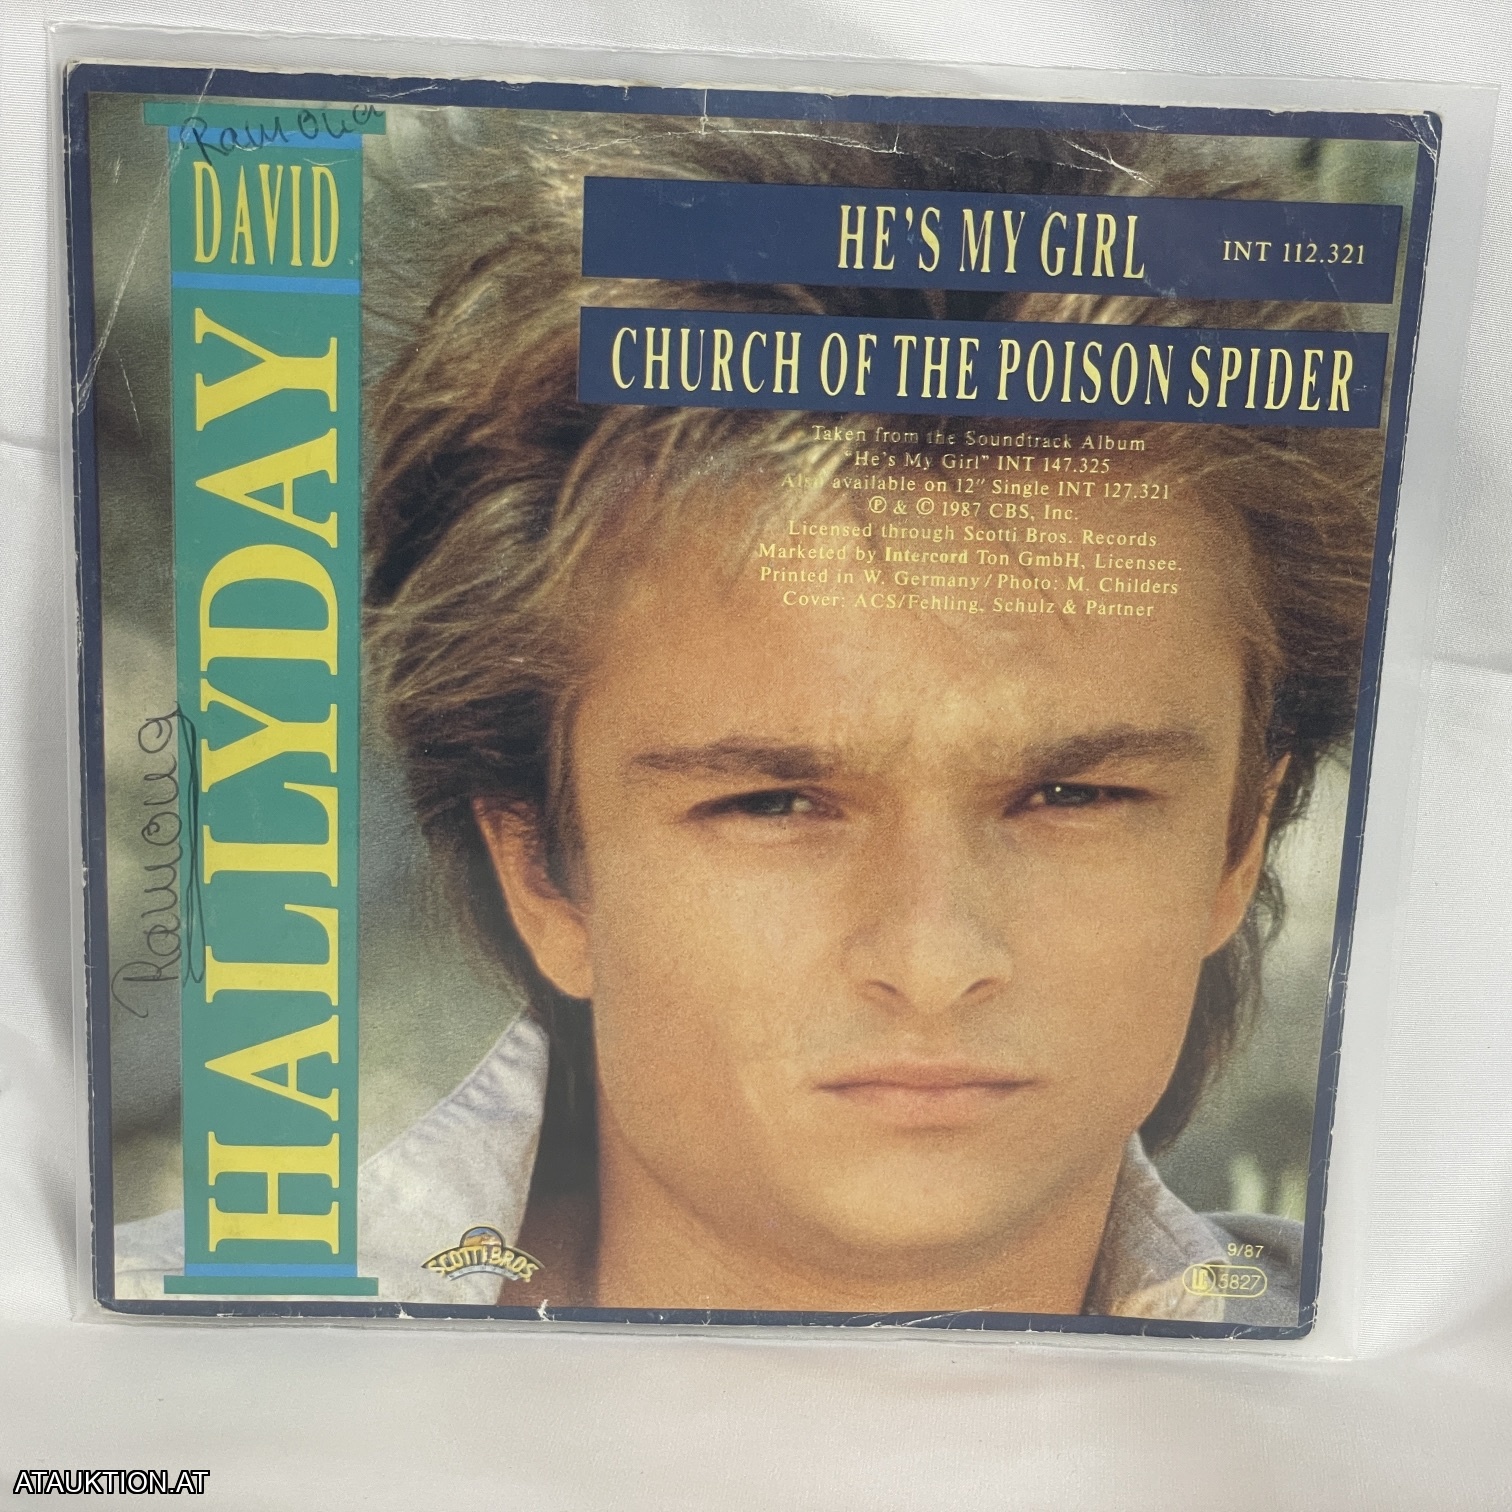 Ramona
DAVID
HALLYDAY
Ramona
HE'S MY GIRL INT 112.321
CHURCH OF THE POISON SPIDER
Taken from the Soundtrack Album
"He's My Girl" INT 147.325
Also available on 12" Single INT 127.321
℗ & © 1987 CBS, Inc.
Licensed through Scotti Bros. Records
Marketed by Intercord Ton GmbH, Licensee.
Printed in W. Germany / Photo: M. Childers
Cover: ACS/Fehling, Schulz & Partner
SCOTTI BROS.
9/87
LC 5827
ATAUKTION.AT